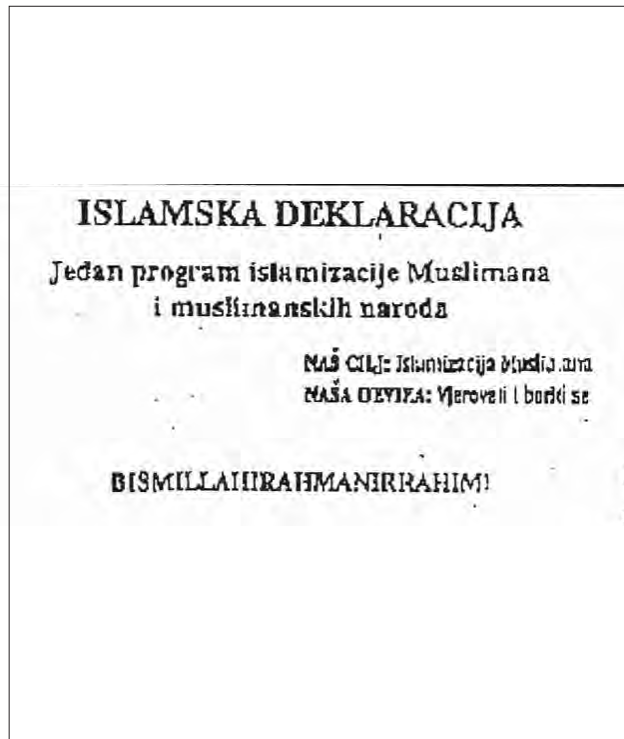 ISLAMSKA DEKLARACIJA
Jedan program islamizacije Muslimana
i muslimanskih naroda
NAŠ CILJ: Islamizacija Muslimana
NAŠA DEVIZA: Vjerovati i boriti se
BISMILLAHIRRAHMANIRRAHIM!